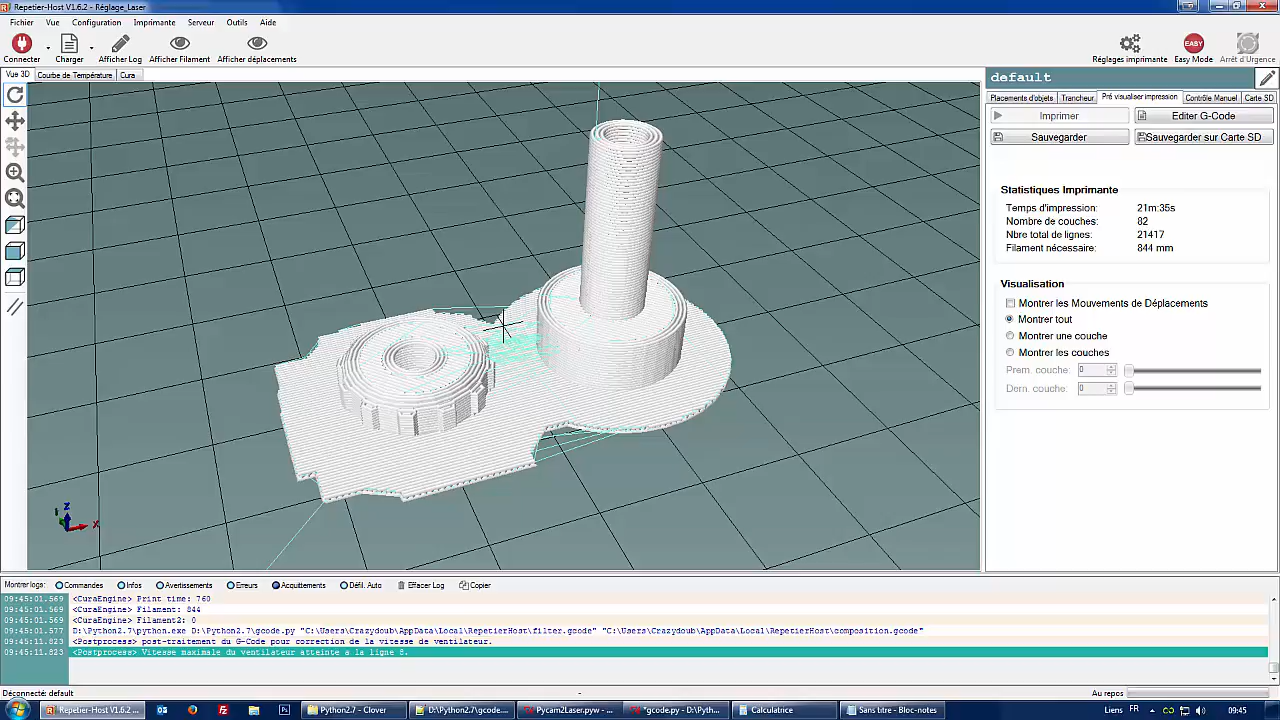 Repetier-Host V1.6.2 - Réglage_Laser
Fichier Vue Configuration Imprimante Serveur Outils Aide
Connecter Charger Afficher Log Afficher Filament Afficher déplacements Réglages imprimante Easy Mode Arrêt d'Urgence
EASY
Vue 3D Courbe de Température Cura
default
Placements d'objets Trancheur Pré visualiser impression Contrôle Manuel Carte SD
Imprimer Editer G-Code
Sauvegarder Sauvegarder sur Carte SD
Statistiques Imprimante
Temps d'impression: 21m:35s
Nombre de couches: 82
Nbre total de lignes: 21417
Filament nécessaire: 844 mm
Visualisation
Montrer les Mouvements de Déplacements
Montrer tout
Montrer une couche
Montrer les couches
Prem. couche: 0
Dern. couche: 0
Z
X
Montrer logs: Commandes Infos Avertissements Erreurs Acquittements Défil. Auto Effacer Log Copier
09:45:01.569 <CuraEngine> Print time: 760
09:45:01.569 <CuraEngine> Filament: 844
09:45:01.569 <CuraEngine> Filament2: 0
09:45:01.577 D:\Python2.7\python.exe D:\Python2.7\gcode.py "C:\Users\Crazydoub\AppData\Local\RepetierHost\filter.gcode" "C:\Users\Crazydoub\AppData\Local\RepetierHost\composition.gcode"
09:45:11.823 <Postprocess> post-traitement du G-Code pour correction de la vitesse de ventilateur.
09:45:11.823 <Postprocess> Vitesse maximale du ventilateur atteinte a la ligne 8.
Déconnecté: default - Au repos
Repetier-Host V1.6.2 ... Python2.7 - Clover D:\Python2.7\gcode.... Pycam2Laser.pyw - ... *gcode.py - D:\Pyth... Calculatrice Sans titre - Bloc-notes Liens FR 09:45